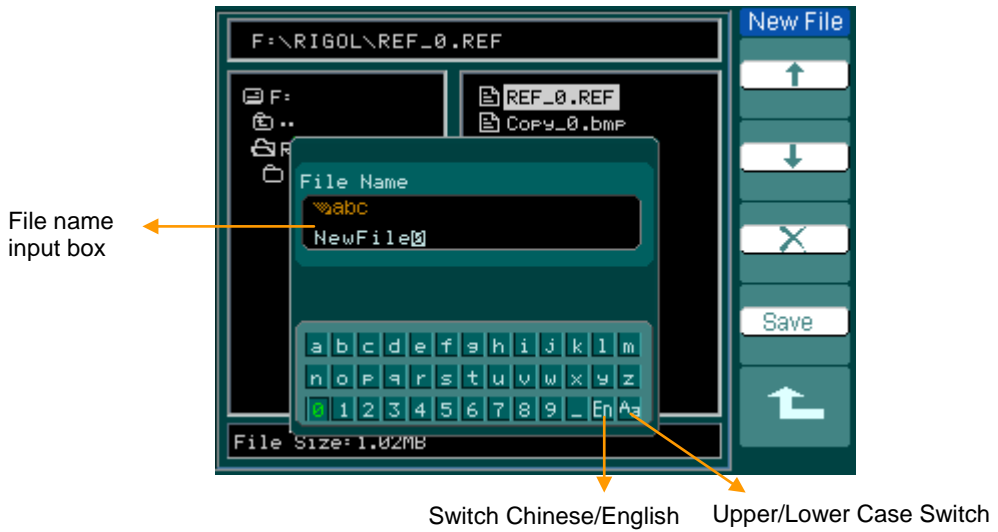 New File
F:\RIGOL\REF_0.REF
F:
..
R
REF_0.REF
Copy_0.bmp
File Name
abc
NewFile0
a b c d e f g h i j k l m
n o p q r s t u v w x y z
0 1 2 3 4 5 6 7 8 9 _ En Aa
File Size:1.02MB
Save
File name
input box
Switch Chinese/English
Upper/Lower Case Switch